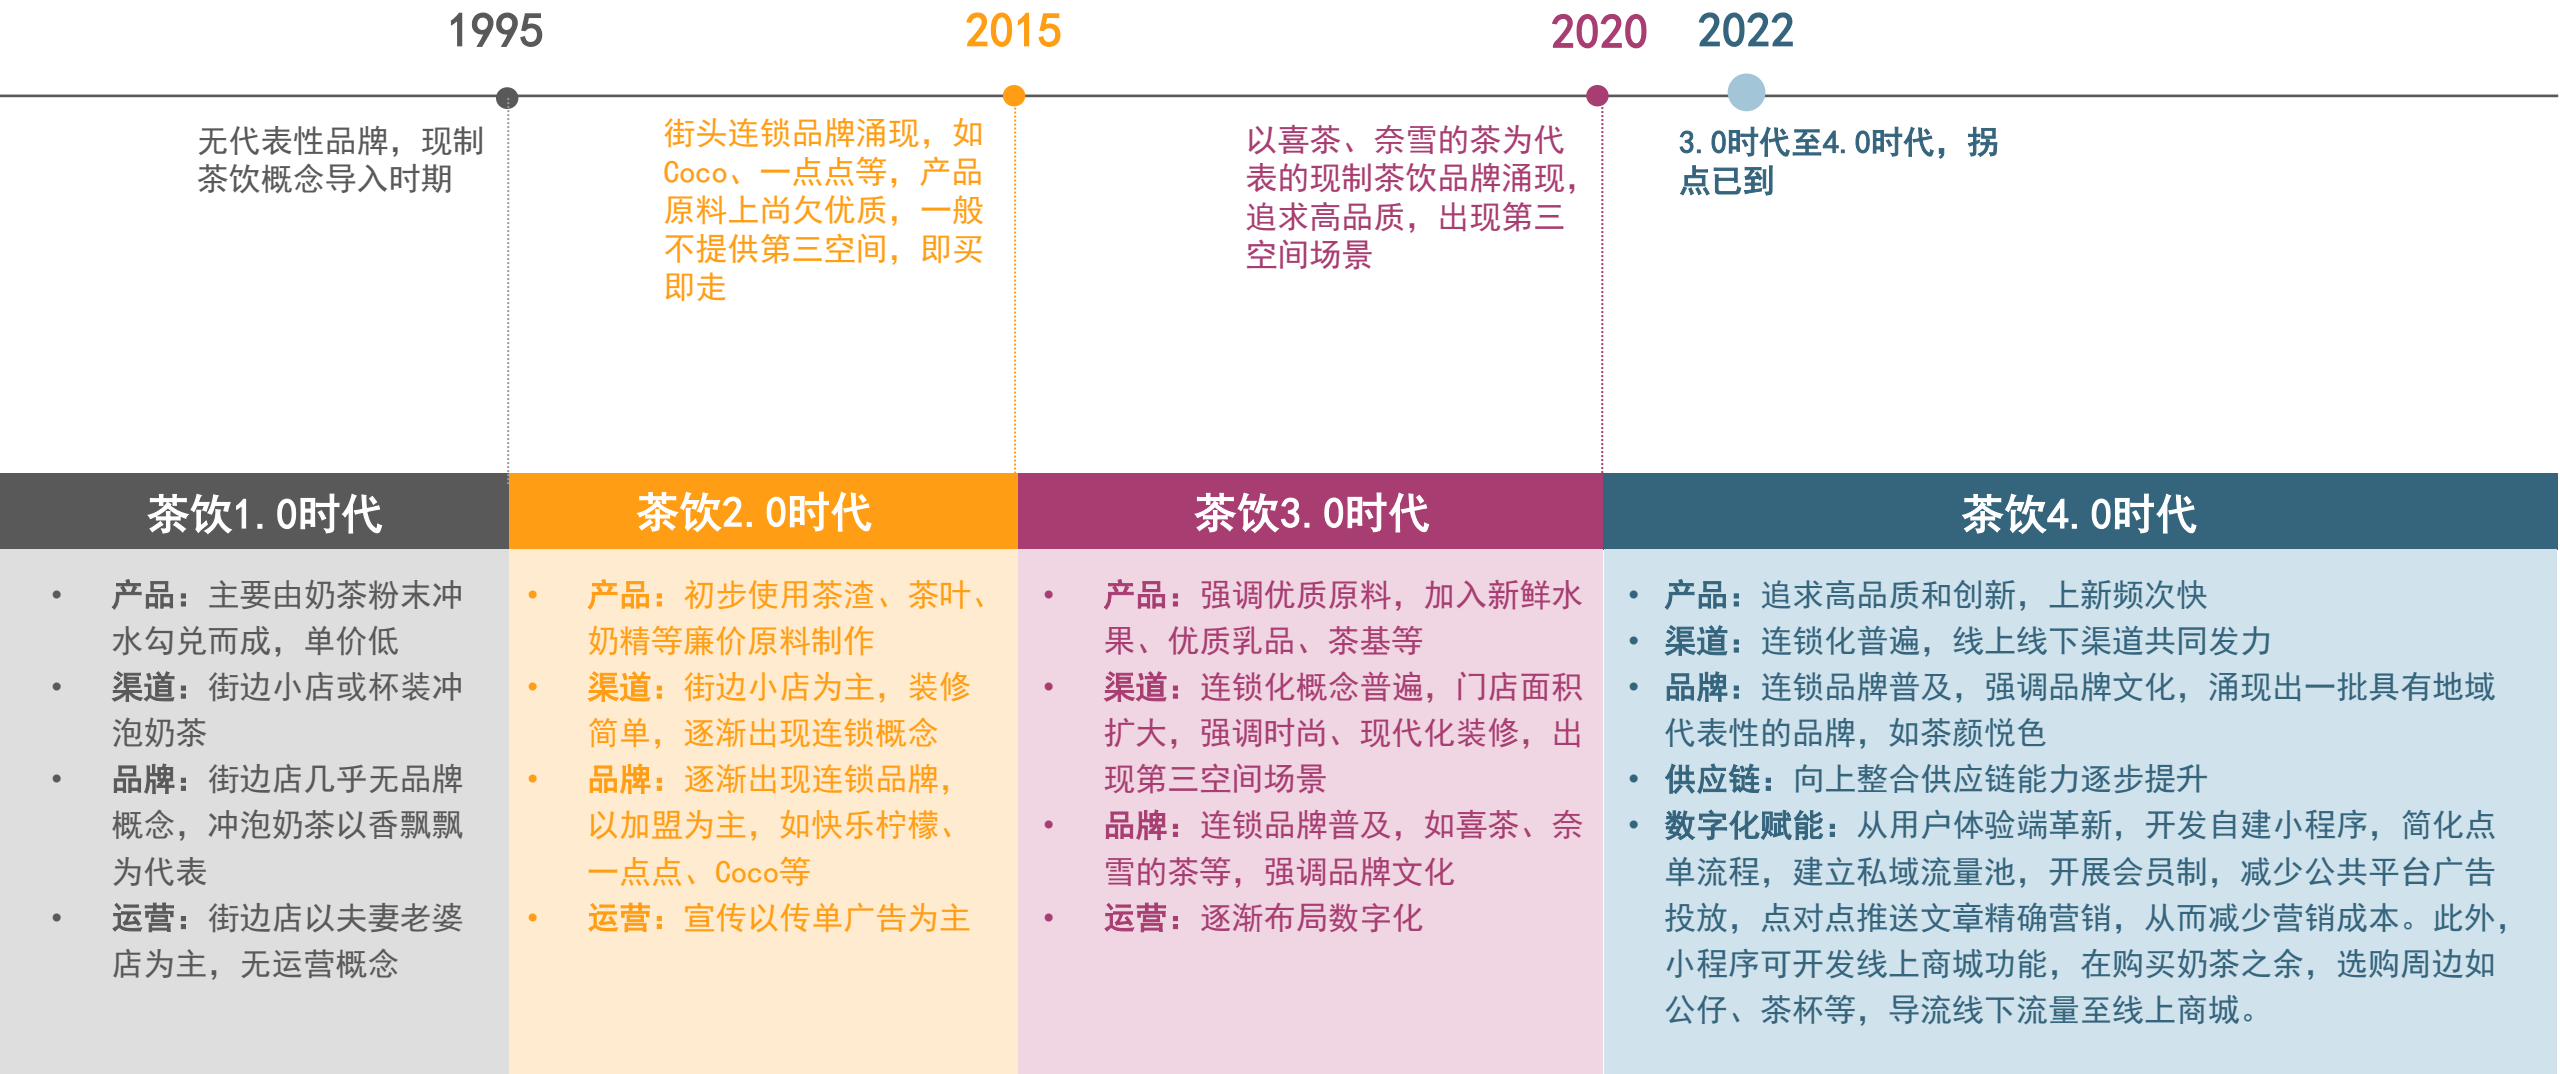 1995
2015
2020
2022
无代表性品牌，现制
茶饮概念导入时期
街头连锁品牌涌现，如
Coco、一点点等，产品
原料上尚欠优质，一般
不提供第三空间，即买
即走
以喜茶、奈雪的茶为代
表的现制茶饮品牌涌现，
追求高品质，出现第三
空间场景
3.0时代至4.0时代，拐
点已到
茶饮1.0时代
• 产品：主要由奶茶粉末冲
水勾兑而成，单价低
• 渠道：街边小店或杯装冲
泡奶茶
• 品牌：街边店几乎无品牌
概念，冲泡奶茶以香飘飘
为代表
• 运营：街边店以夫妻老婆
店为主，无运营概念
茶饮2.0时代
• 产品：初步使用茶渣、茶叶、
奶精等廉价原料制作
• 渠道：街边小店为主，装修
简单，逐渐出现连锁概念
• 品牌：逐渐出现连锁品牌，
以加盟为主，如快乐柠檬、
一点点、Coco等
• 运营：宣传以传单广告为主
茶饮3.0时代
• 产品：强调优质原料，加入新鲜水
果、优质乳品、茶基等
• 渠道：连锁化概念普遍，门店面积
扩大，强调时尚、现代化装修，出
现第三空间场景
• 品牌：连锁品牌普及，如喜茶、奈
雪的茶等，强调品牌文化
• 运营：逐渐布局数字化
茶饮4.0时代
• 产品：追求高品质和创新，上新频次快
• 渠道：连锁化普遍，线上线下渠道共同发力
• 品牌：连锁品牌普及，强调品牌文化，涌现出一批具有地域
代表性的品牌，如茶颜悦色
• 供应链：向上整合供应链能力逐步提升
• 数字化赋能：从用户体验端革新，开发自建小程序，简化点
单流程，建立私域流量池，开展会员制，减少公共平台广告
投放，点对点推送文章精确营销，从而减少营销成本。此外，
小程序可开发线上商城功能，在购买奶茶之余，选购周边如
公仔、茶杯等，导流线下流量至线上商城。